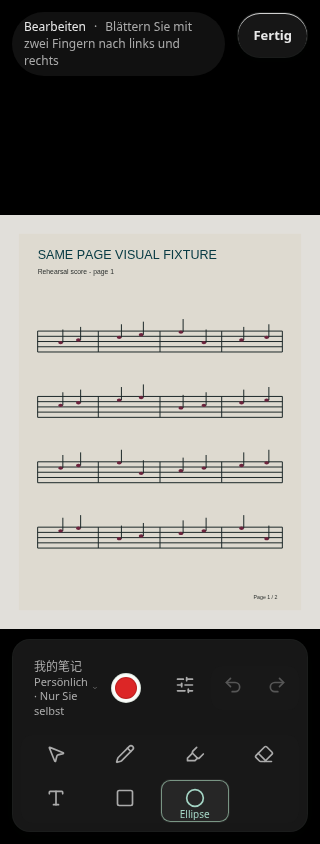 Bearbeiten · Blättern Sie mit
zwei Fingern nach links und
rechts
Fertig
SAME PAGE VISUAL FIXTURE
Rehearsal score - page 1
Page 1 / 2
我的笔记
Persönlich
· Nur Sie
selbst
T
Ellipse